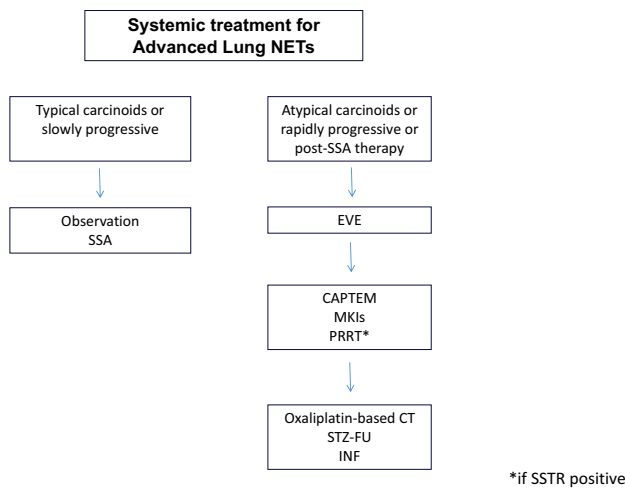 Systemic treatment for
Advanced Lung NETs
Typical carcinoids or
slowly progressive
Observation
SSA
Atypical carcinoids or
rapidly progressive or
post-SSA therapy
EVE
CAPTEM
MKIs
PRRT*
Oxaliplatin-based CT
STZ-FU
INF
*if SSTR positive